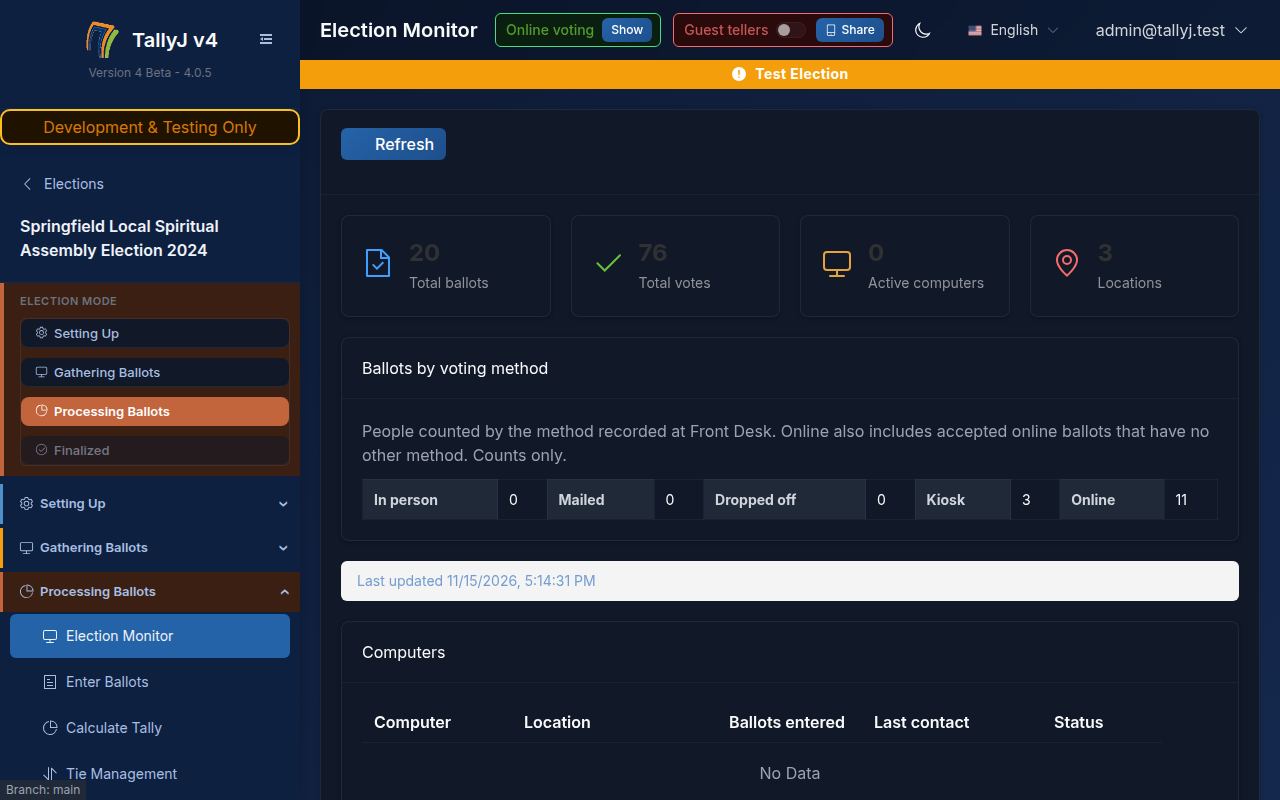 TallyJ v4
Version 4 Beta - 4.0.5
Development & Testing Only
Elections
Springfield Local Spiritual
Assembly Election 2024
ELECTION MODE
Setting Up
Gathering Ballots
Processing Ballots
Finalized
Setting Up
Gathering Ballots
Processing Ballots
Election Monitor
Enter Ballots
Calculate Tally
Tie Management
Branch: main
Election Monitor
Online voting Show
Guest tellers Share
English
admin@tallyj.test
Test Election
Refresh
20
Total ballots
76
Total votes
0
Active computers
3
Locations
Ballots by voting method
People counted by the method recorded at Front Desk. Online also includes accepted online ballots that have no
other method. Counts only.
In person 0 Mailed 0 Dropped off 0 Kiosk 3 Online 11
Last updated 11/15/2026, 5:14:31 PM
Computers
Computer Location Ballots entered Last contact Status
No Data